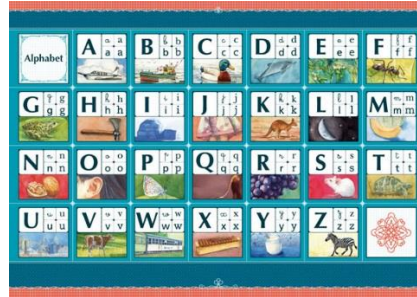 Alphabet
A a a a a
B b b b b
C c c c c
D d d d d
E e e e e
F f f f f
G g g g g
H h h h h
I i i i i
J j j j j
K k k k k
L l l l l
M m m m m
N n n n n
O o o o o
P p p p p
Q q q q q
R r r r r
S s s s s
T t t t t
U u u u u
V v v v v
W w w w w
X x x x x
Y y y y y
Z z z z z